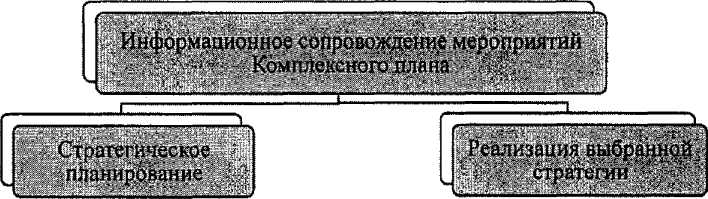 Информационное сопровождение мероприятий
Комплексного плана
Стратегическое
планирование
Реализация выбранной
стратегии